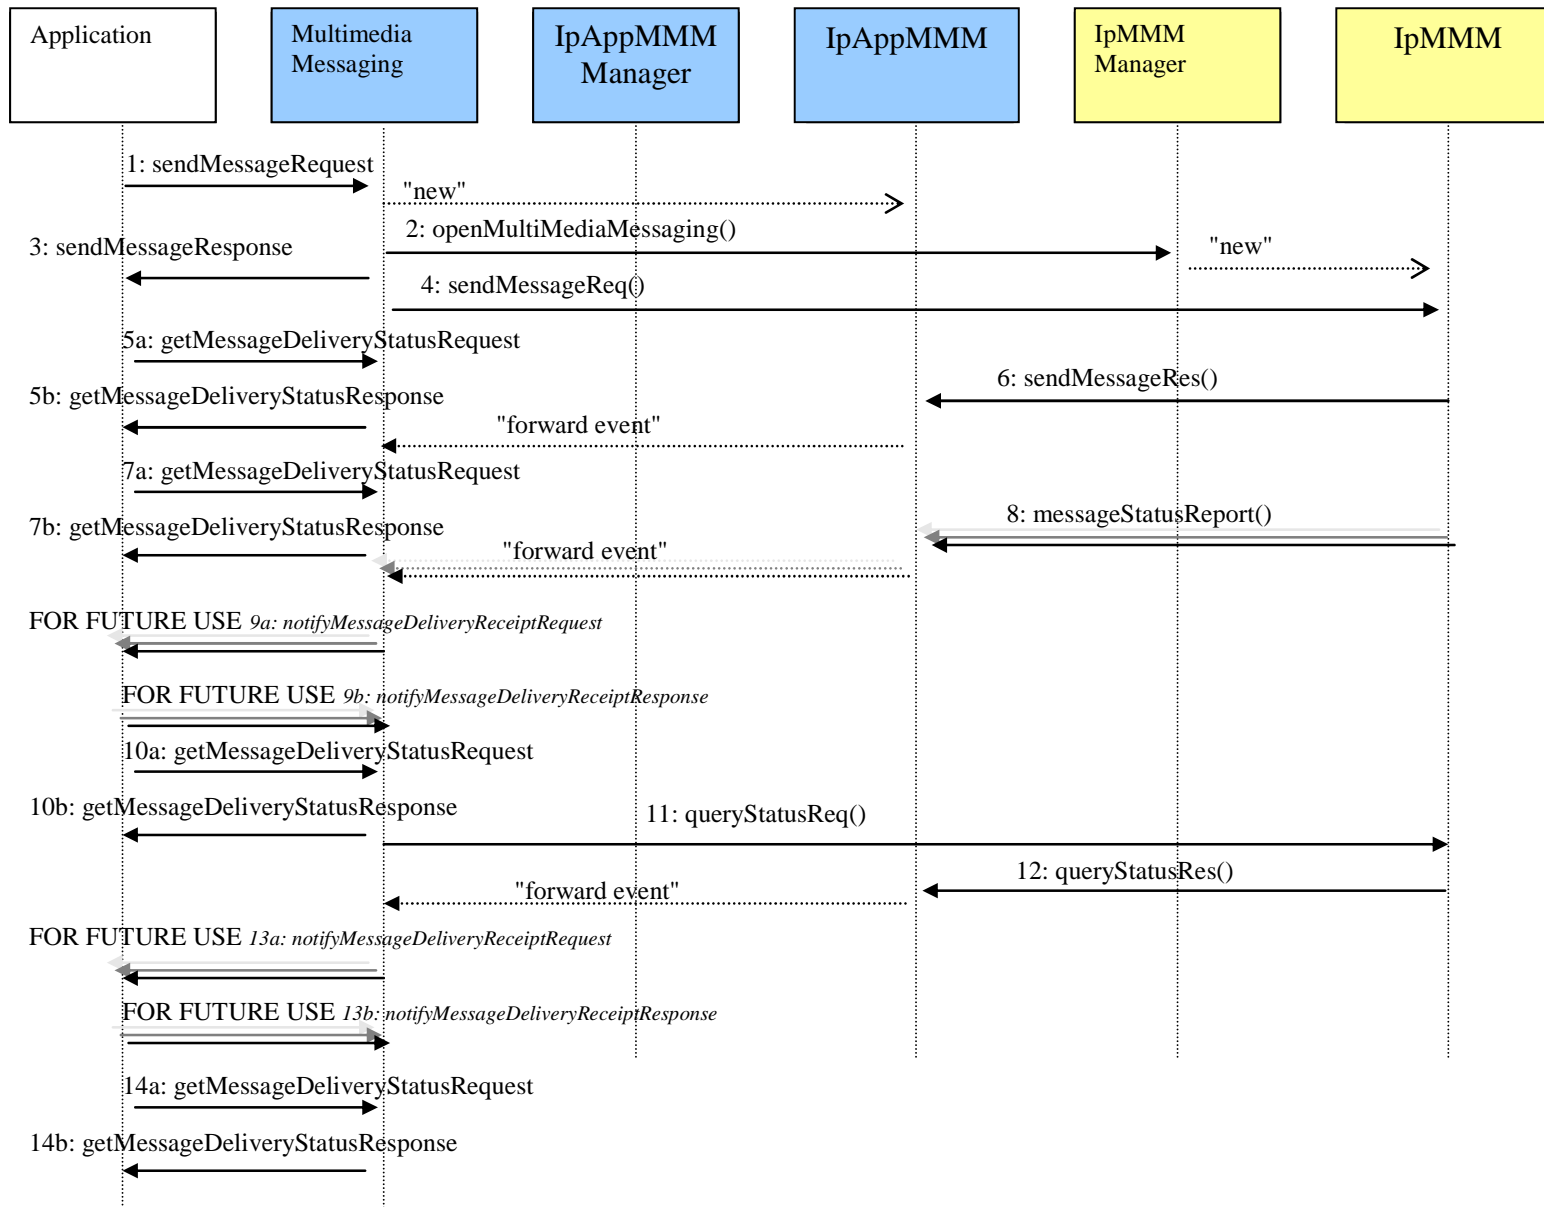 Application
Multimedia
Messaging
IpAppMMM
Manager
IpAppMMM
IpMMM
Manager
IpMMM
1: sendMessageRequest
"new"
2: openMultiMediaMessaging()
3: sendMessageResponse
"new"
4: sendMessageReq()
5a: getMessageDeliveryStatusRequest
6: sendMessageRes()
5b: getMessageDeliveryStatusResponse
"forward event"
7a: getMessageDeliveryStatusRequest
8: messageStatusReport()
7b: getMessageDeliveryStatusResponse
"forward event"
FOR FUTURE USE 9a: notifyMessageDeliveryReceiptRequest
FOR FUTURE USE 9b: notifyMessageDeliveryReceiptResponse
10a: getMessageDeliveryStatusRequest
10b: getMessageDeliveryStatusResponse
11: queryStatusReq()
12: queryStatusRes()
"forward event"
FOR FUTURE USE 13a: notifyMessageDeliveryReceiptRequest
FOR FUTURE USE 13b: notifyMessageDeliveryReceiptResponse
14a: getMessageDeliveryStatusRequest
14b: getMessageDeliveryStatusResponse